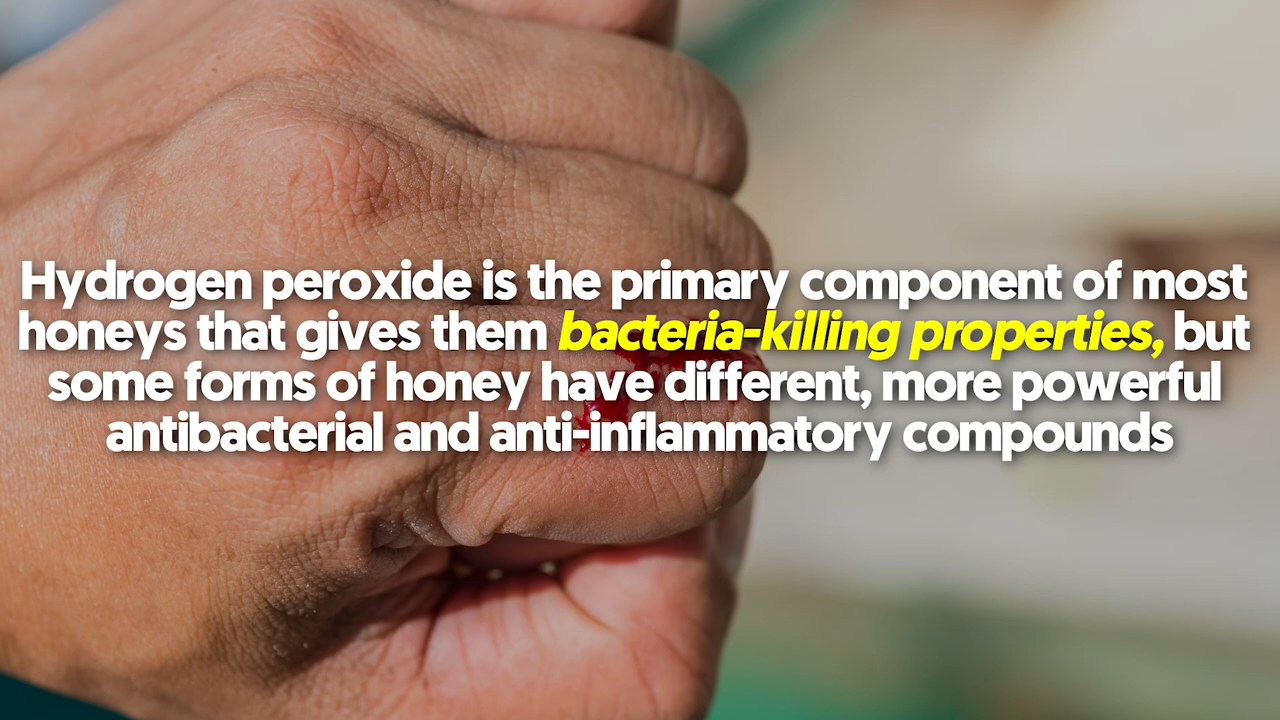 Hydrogen peroxide is the primary component of most
honeys that gives them bacteria-killing properties, but
some forms of honey have different, more powerful
antibacterial and anti-inflammatory compounds